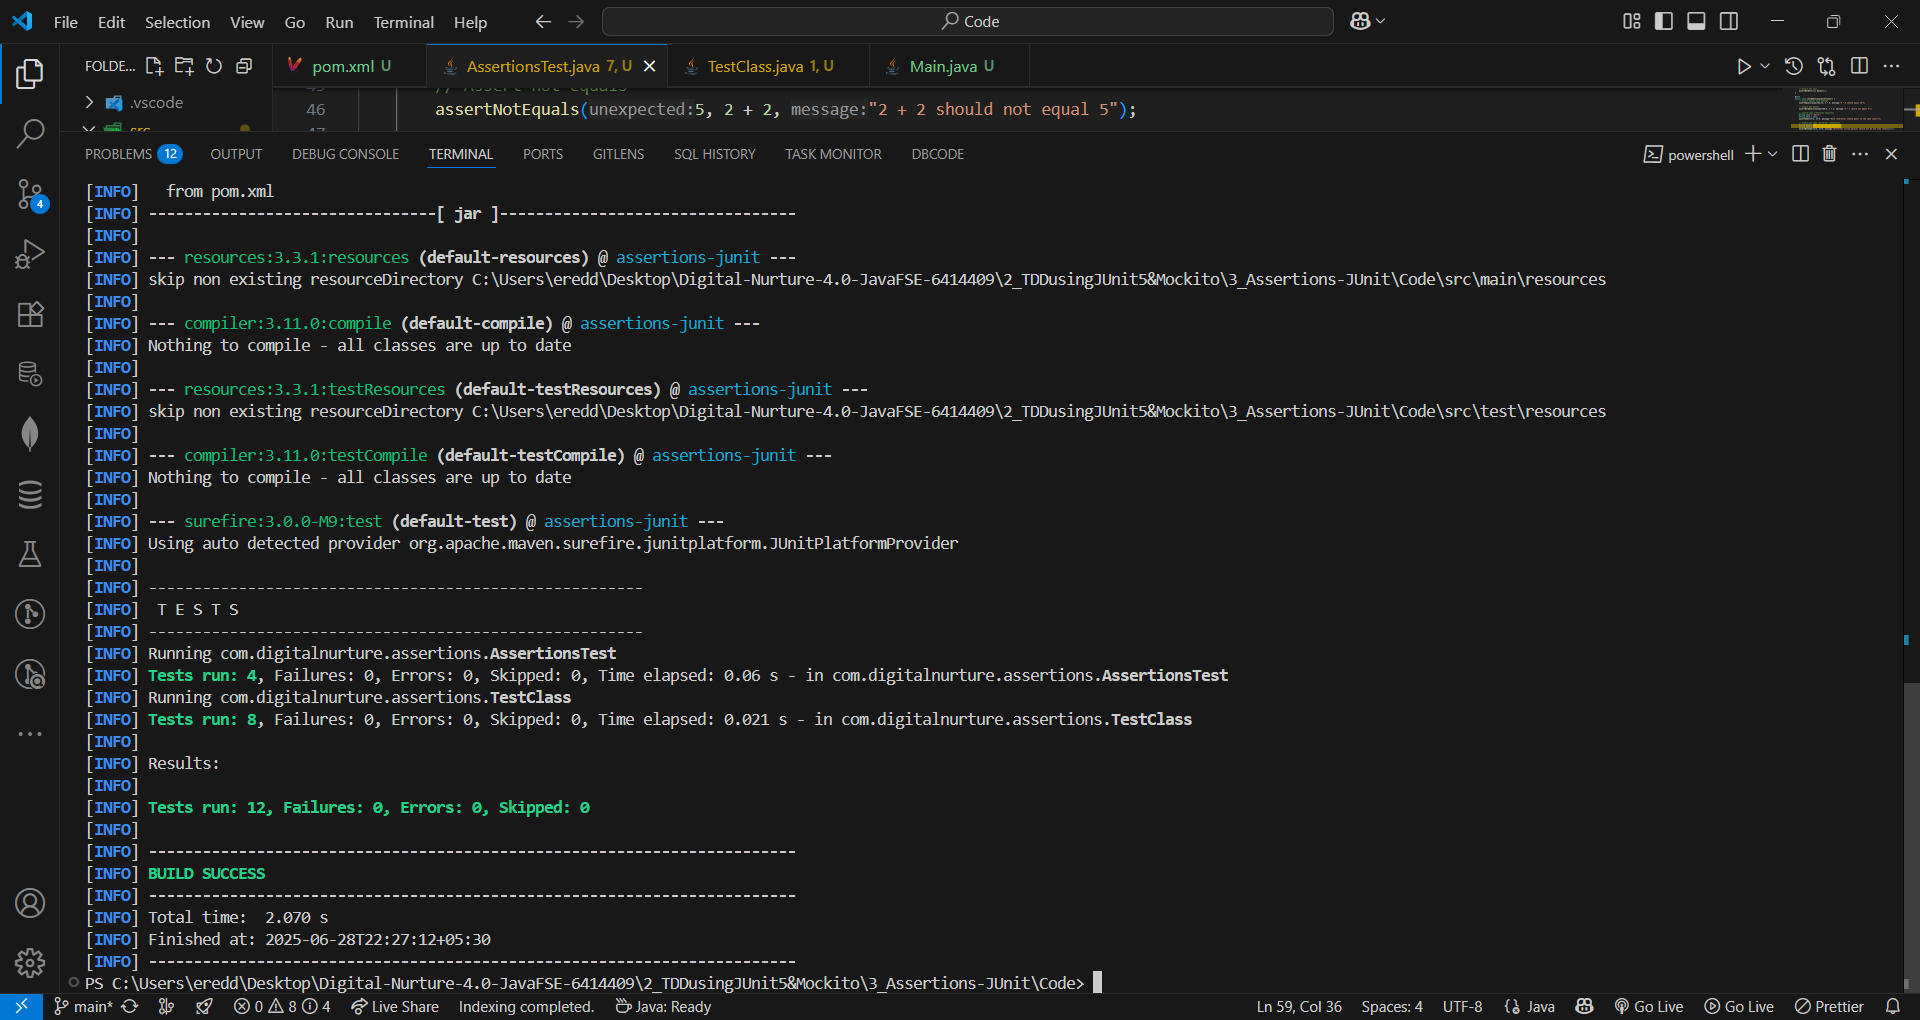 File Edit Selection View Go Run Terminal Help Code
FOLDE... pom.xml U AssertionsTest.java 7, U TestClass.java 1, U Main.java U
.vscode
46 assertNotEquals(unexpected:5, 2 + 2, message:"2 + 2 should not equal 5");
PROBLEMS 12 OUTPUT DEBUG CONSOLE TERMINAL PORTS GITLENS SQL HISTORY TASK MONITOR DBCODE powershell
[INFO] from pom.xml
[INFO] --------------------------------[ jar ]---------------------------------
[INFO]
[INFO] --- resources:3.3.1:resources (default-resources) @ assertions-junit ---
[INFO] skip non existing resourceDirectory C:\Users\eredd\Desktop\Digital-Nurture-4.0-JavaFSE-6414409\2_TDDusingJUnit5&Mockito\3_Assertions-JUnit\Code\src\main\resources
[INFO]
[INFO] --- compiler:3.11.0:compile (default-compile) @ assertions-junit ---
[INFO] Nothing to compile - all classes are up to date
[INFO]
[INFO] --- resources:3.3.1:testResources (default-testResources) @ assertions-junit ---
[INFO] skip non existing resourceDirectory C:\Users\eredd\Desktop\Digital-Nurture-4.0-JavaFSE-6414409\2_TDDusingJUnit5&Mockito\3_Assertions-JUnit\Code\src\test\resources
[INFO]
[INFO] --- compiler:3.11.0:testCompile (default-testCompile) @ assertions-junit ---
[INFO] Nothing to compile - all classes are up to date
[INFO]
[INFO] --- surefire:3.0.0-M9:test (default-test) @ assertions-junit ---
[INFO] Using auto detected provider org.apache.maven.surefire.junitplatform.JUnitPlatformProvider
[INFO]
[INFO] -------------------------------------------------------
[INFO] T E S T S
[INFO] -------------------------------------------------------
[INFO] Running com.digitalnurture.assertions.AssertionsTest
[INFO] Tests run: 4, Failures: 0, Errors: 0, Skipped: 0, Time elapsed: 0.06 s - in com.digitalnurture.assertions.AssertionsTest
[INFO] Running com.digitalnurture.assertions.TestClass
[INFO] Tests run: 8, Failures: 0, Errors: 0, Skipped: 0, Time elapsed: 0.021 s - in com.digitalnurture.assertions.TestClass
[INFO]
[INFO] Results:
[INFO]
[INFO] Tests run: 12, Failures: 0, Errors: 0, Skipped: 0
[INFO]
[INFO] ------------------------------------------------------------------------
[INFO] BUILD SUCCESS
[INFO] ------------------------------------------------------------------------
[INFO] Total time: 2.070 s
[INFO] Finished at: 2025-06-28T22:27:12+05:30
[INFO] ------------------------------------------------------------------------
PS C:\Users\eredd\Desktop\Digital-Nurture-4.0-JavaFSE-6414409\2_TDDusingJUnit5&Mockito\3_Assertions-JUnit\Code>
4
main* 0 8 4 Live Share Indexing completed. Java: Ready Ln 59, Col 36 Spaces: 4 UTF-8 {} Java Go Live Go Live Prettier